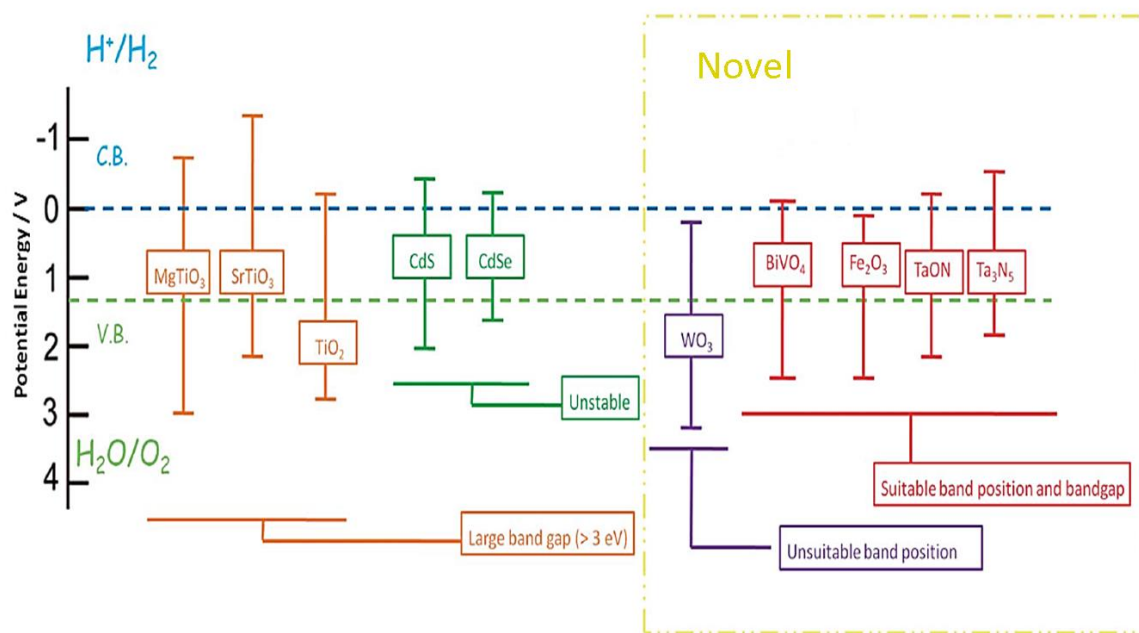 H⁺/H₂
Novel
Potential Energy / V
-1
0
1
2
3
4
C.B.
V.B.
H₂O/O₂
MgTiO₃
SrTiO₃
TiO₂
CdS
CdSe
WO₃
BiVO₄
Fe₂O₃
TaON
Ta₃N₅
Unstable
Suitable band position and bandgap
Large band gap (> 3 eV)
Unsuitable band position